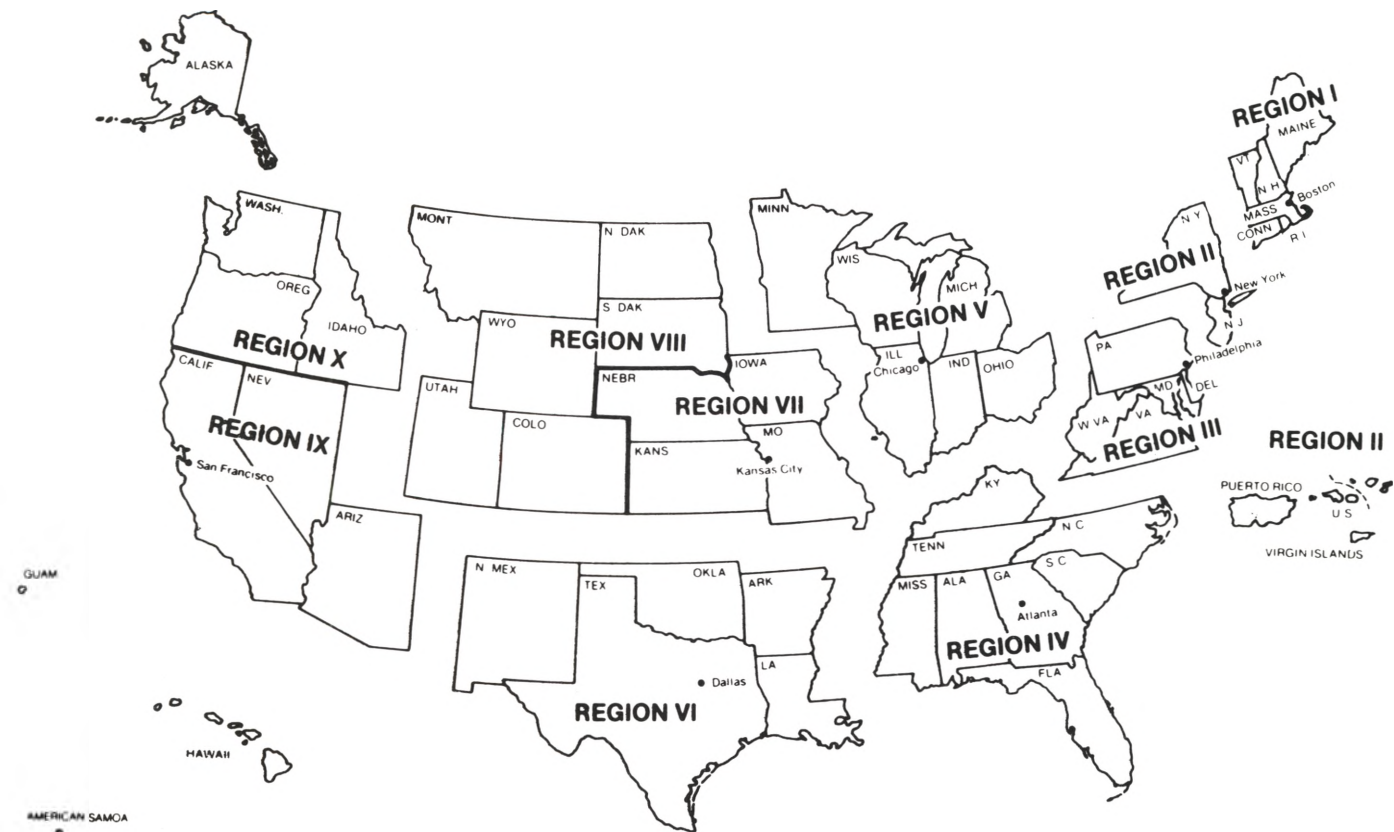 ALASKA
REGION I
MAINE
VT
N H
Boston
MASS
CONN
R I
WASH.
MONT
N DAK
MINN
N Y
WIS
REGION II
MICH
New York
OREG
S DAK
IDAHO
WYO
REGION V
N J
REGION X
REGION VIII
PA
Philadelphia
CALIF
NEV
UTAH
NEBR
IOWA
ILL
Chicago
IND
OHIO
MD
DEL
REGION VII
REGION IX
COLO
MO
W VA
VA
REGION III
REGION II
San Francisco
KANS
Kansas City
KY
PUERTO RICO
U S
VIRGIN ISLANDS
ARIZ
TENN
N C
S C
GUAM
N MEX
TEX
OKLA
ARK
MISS
ALA
GA
Atlanta
REGION IV
LA
FLA
Dallas
REGION VI
HAWAII
AMERICAN SAMOA